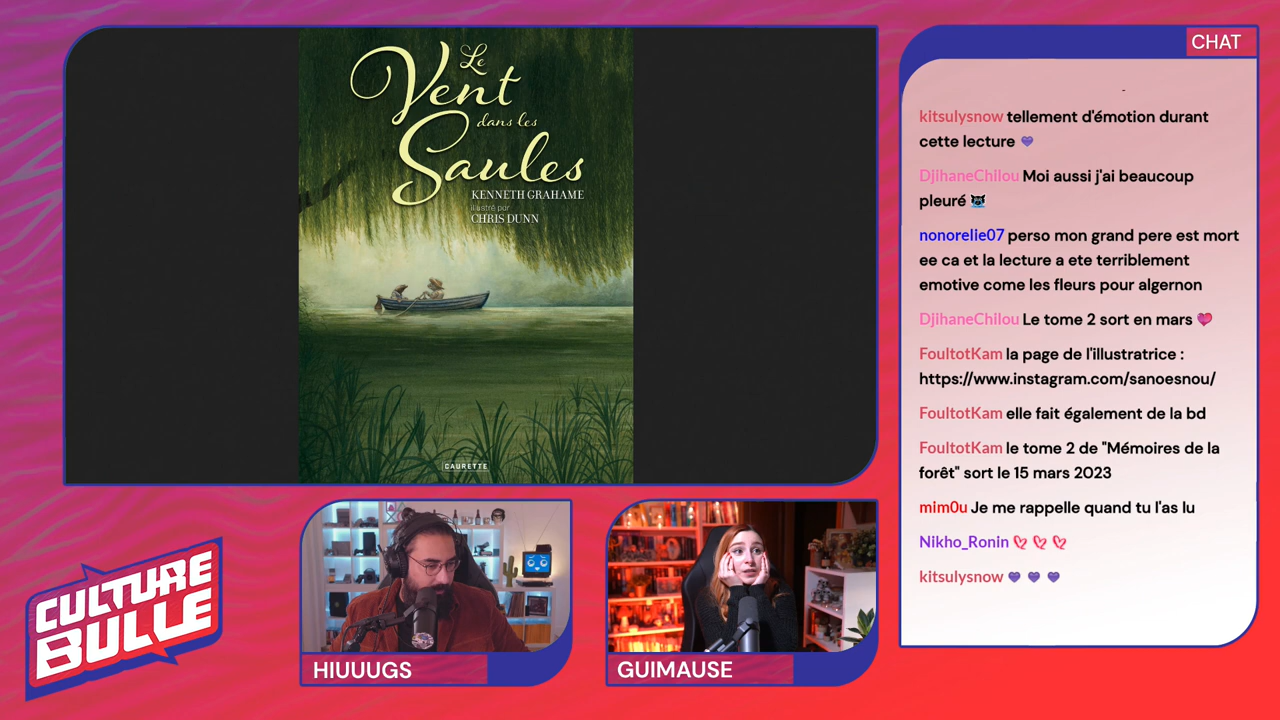 Le
Vent
dans les
Saules
KENNETH GRAHAME
illustré par
CHRIS DUNN
CAURETTE
CHAT
kitsulysnow tellement d'émotion durant
cette lecture
DjihaneChilou Moi aussi j'ai beaucoup
pleuré
nonorelie07 perso mon grand pere est mort
ee ca et la lecture a ete terriblement
emotive come les fleurs pour algernon
DjihaneChilou Le tome 2 sort en mars
FoultotKam la page de l'illustratrice :
https://www.instagram.com/sanoesnou/
FoultotKam elle fait également de la bd
FoultotKam le tome 2 de "Mémoires de la
forêt" sort le 15 mars 2023
mim0u Je me rappelle quand tu l'as lu
Nikho_Ronin
kitsulysnow
CULTURE
BULLE
HIUUUGS
GUIMAUSE